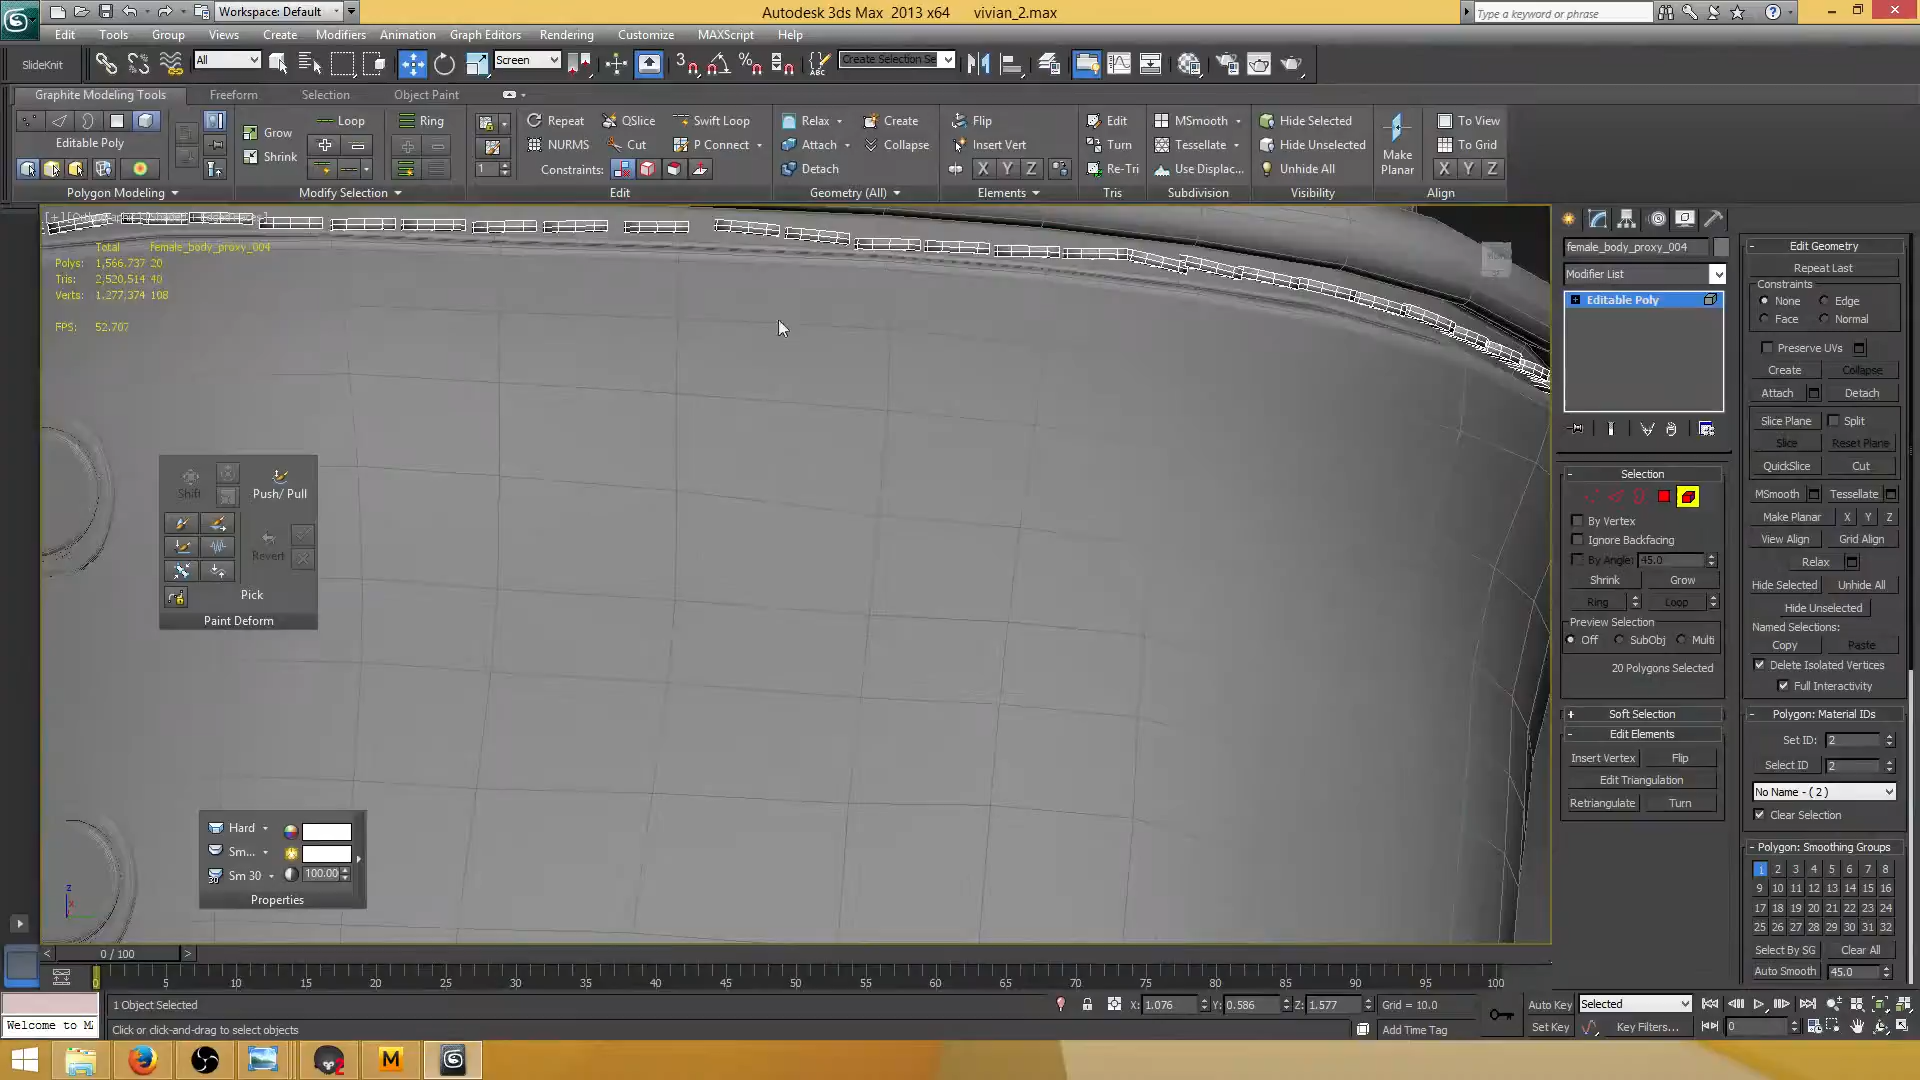 Workspace: Default
Autodesk 3ds Max 2013 x64 vivian_2.max
Type a keyword or phrase
Edit Tools Group Views Create Modifiers Animation Graph Editors Rendering Customize MAXScript Help
SlideKnit
All
Screen
Create Selection Se
Graphite Modeling Tools Freeform Selection Object Paint
Editable Poly
Polygon Modeling
Grow
Shrink
Loop
Ring
Modify Selection
Repeat QSlice Swift Loop
NURMS Cut P Connect
1 Constraints:
Edit
Relax Create
Attach Collapse
Detach
Geometry (All)
Flip
Insert Vert
X Y Z
Elements
Edit
Turn
Re-Tri
Tris
MSmooth
Tessellate
Use Displac...
Subdivision
Hide Selected
Hide Unselected
Unhide All
Visibility
Make
Planar
To View
To Grid
X Y Z
Align
Total female_body_proxy_004
Polys: 1,566,737 20
Tris: 2,520,514 40
Verts: 1,277,374 108
FPS: 52.707
Shift
Push/ Pull
Revert
Pick
Paint Deform
Hard
Sm...
Sm 30 100.00
Properties
z
x
female_body_proxy_004
Modifier List
Editable Poly
Selection
By Vertex
Ignore Backfacing
By Angle: 45.0
Shrink Grow
Ring Loop
Preview Selection
Off SubObj Multi
20 Polygons Selected
Soft Selection
Edit Elements
Insert Vertex Flip
Edit Triangulation
Retriangulate Turn
Edit Geometry
Repeat Last
Constraints
None Edge
Face Normal
Preserve UVs
Create Collapse
Attach Detach
Slice Plane Split
Slice Reset Plane
QuickSlice Cut
MSmooth Tessellate
Make Planar X Y Z
View Align Grid Align
Relax
Hide Selected Unhide All
Hide Unselected
Named Selections:
Copy Paste
Delete Isolated Vertices
Full Interactivity
Polygon: Material IDs
Set ID: 2
Select ID 2
No Name - ( 2 )
Clear Selection
Polygon: Smoothing Groups
1 2 3 4 5 6 7 8
9 10 11 12 13 14 15 16
17 18 19 20 21 22 23 24
25 26 27 28 29 30 31 32
Select By SG Clear All
Auto Smooth 45.0
< 0 / 100 >
0 5 10 15 20 25 30 35 40 45 50 55 60 65 70 75 80 85 90 95 100
1 Object Selected
X: 1.076 Y: 0.586 Z: 1.577 Grid = 10.0
Auto Key Selected
Welcome to M
Click or click-and-drag to select objects
Add Time Tag
Set Key Key Filters... 0